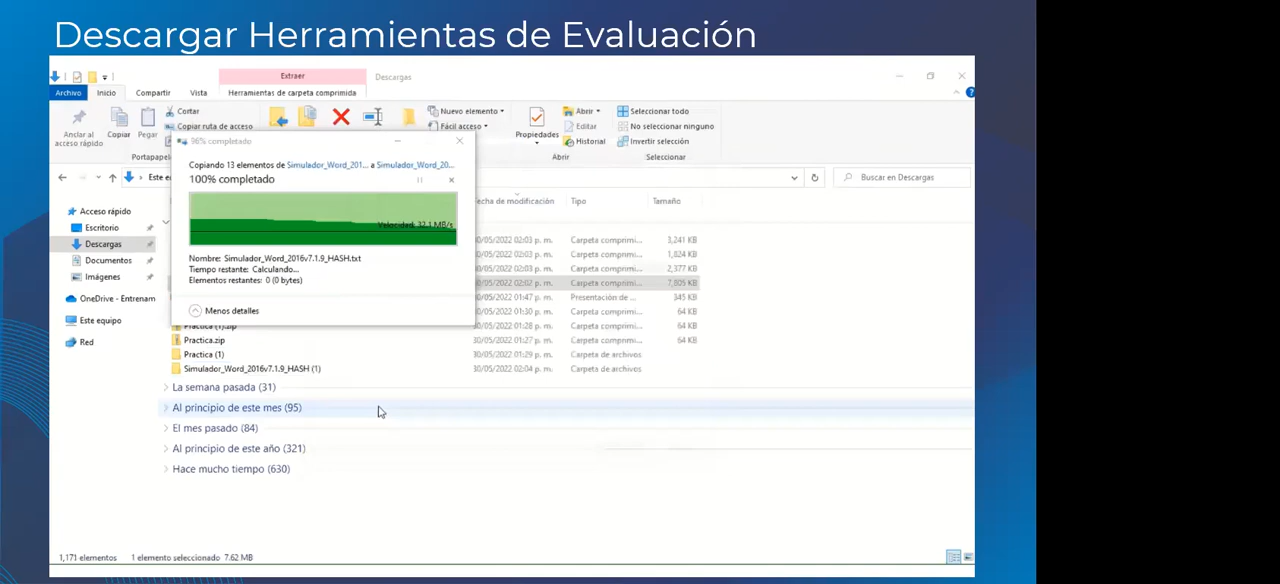 Descargar Herramientas de Evaluación
Extraer
Descargas
Archivo
Inicio
Compartir
Vista
Herramientas de carpeta comprimida
Anclar al acceso rápido
Copiar
Pegar
Cortar
Copiar ruta de acceso
Nuevo elemento
Fácil acceso
Propiedades
Abrir
Editar
Historial
Seleccionar todo
No seleccionar ninguno
Invertir selección
Portapape
Abrir
Seleccionar
96% completado
Copiando 13 elementos de Simulador_Word_201... a Simulador_Word_20...
100% completado
Velocidad: 32.1 MB/s
Nombre: Simulador_Word_2016v7.1.9_HASH.txt
Tiempo restante: Calculando...
Elementos restantes: 0 (0 bytes)
Menos detalles
Este e
Buscar en Descargas
Acceso rápido
Escritorio
Descargas
Documentos
Imágenes
OneDrive - Entrenam
Este equipo
Red
echa de modificación Tipo Tamaño
30/05/2022 02:03 p. m. Carpeta comprimi... 3,241 KB
30/05/2022 02:03 p. m. Carpeta comprimi... 1,824 KB
30/05/2022 02:03 p. m. Carpeta comprimi... 2,377 KB
30/05/2022 02:02 p. m. Carpeta comprimi... 7,805 KB
30/05/2022 01:47 p. m. Presentación de ... 345 KB
30/05/2022 01:30 p. m. Carpeta comprimi... 64 KB
Practica (1).zip 30/05/2022 01:28 p. m. Carpeta comprimi... 64 KB
Practica.zip 30/05/2022 01:27 p. m. Carpeta comprimi... 64 KB
Practica (1) 30/05/2022 01:29 p. m. Carpeta de archivos
Simulador_Word_2016v7.1.9_HASH (1) 30/05/2022 02:04 p. m. Carpeta de archivos
La semana pasada (31)
Al principio de este mes (95)
El mes pasado (84)
Al principio de este año (321)
Hace mucho tiempo (630)
1,171 elementos 1 elemento seleccionado 7.62 MB